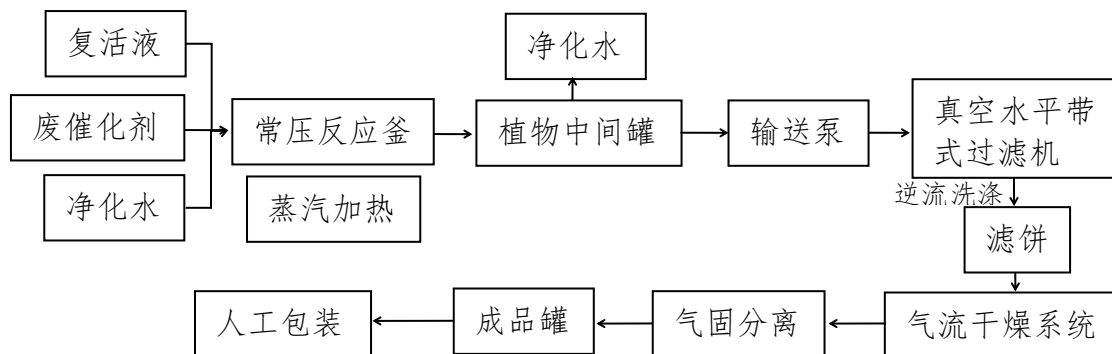 复活液
净化水
废催化剂
常压反应釜
植物中间罐
输送泵
真空水平带
式过滤机
净化水
蒸汽加热
逆流洗涤
滤饼
人工包装
成品罐
气固分离
气流干燥系统